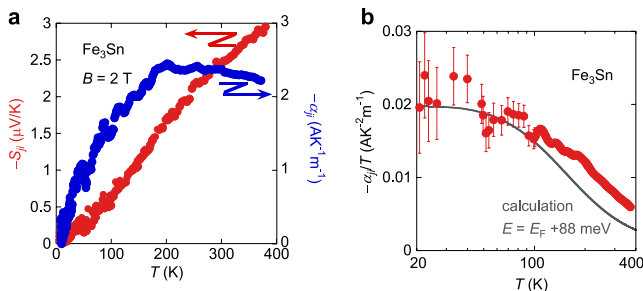 a
Fe₃Sn
B = 2 T
−Sⱼᵢ (μV/K)
3
2.5
2
1.5
1
0.5
0
−αⱼᵢ (AK⁻¹m⁻¹)
3
2
1
0
0
100
200
300
400
T (K)
b
Fe₃Sn
−αⱼᵢ/T (AK⁻²m⁻¹)
0.03
0.02
0.01
0
calculation
E = E_F +88 meV
20
100
400
T (K)